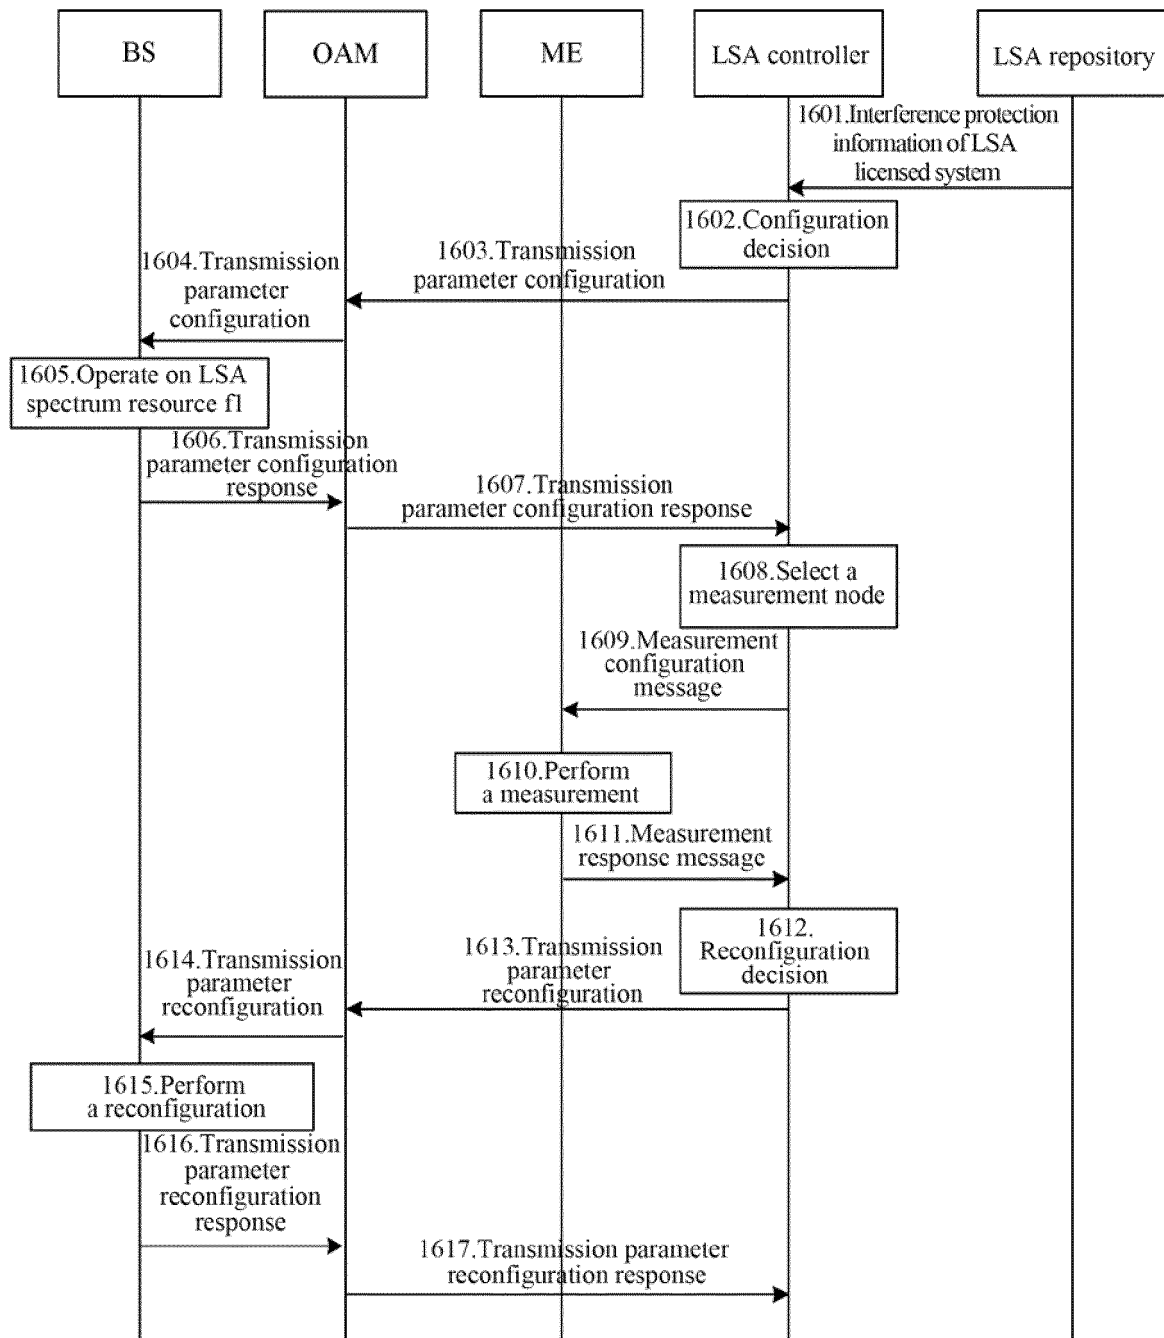 BS
OAM
ME
LSA controller
LSA repository
1601.Interference protection
information of LSA
licensed system
1602.Configuration
decision
1603.Transmission
parameter configuration
1604.Transmission
parameter
configuration
1605.Operate on LSA
spectrum resource f1
1606.Transmission
parameter configuration
response
1607.Transmission
parameter configuration response
1608.Select a
measurement node
1609.Measurement
configuration
message
1610.Perform
a measurement
1611.Measurement
response message
1612.
Reconfiguration
decision
1613.Transmission
parameter
reconfiguration
1614.Transmission
parameter
reconfiguration
1615.Perform
a reconfiguration
1616.Transmission
parameter
reconfiguration
response
1617.Transmission parameter
reconfiguration response